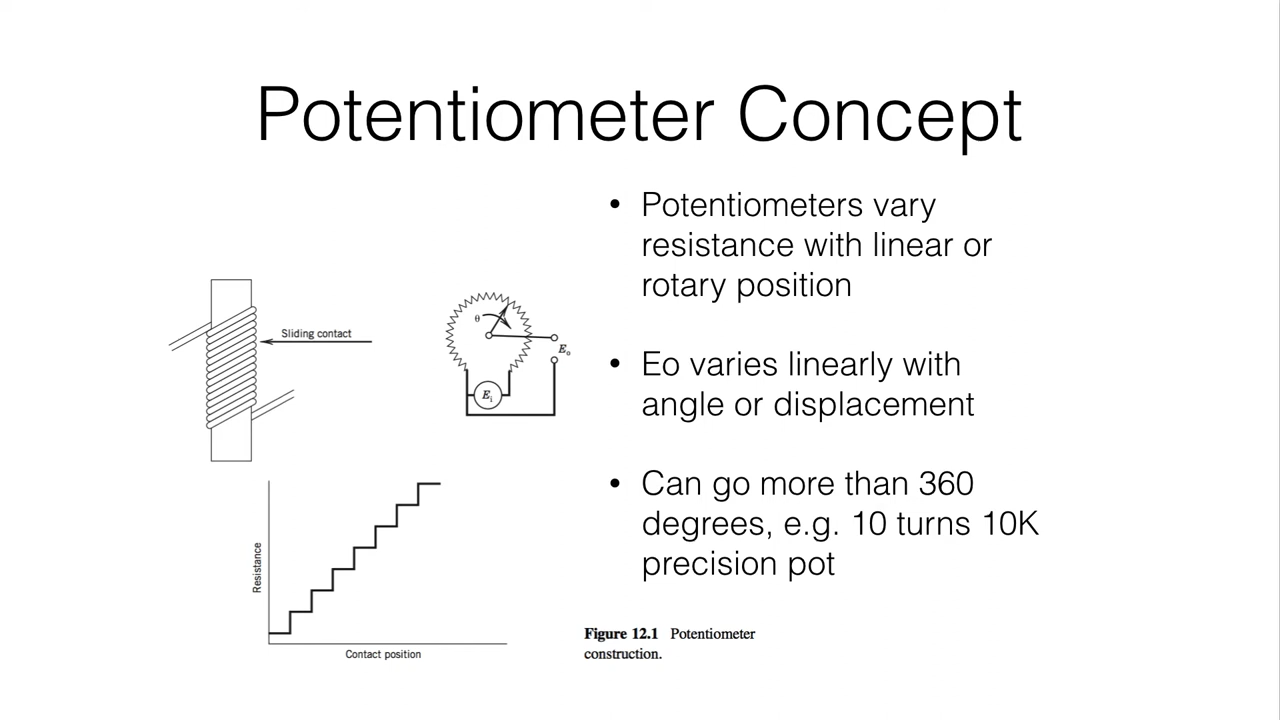 Potentiometer Concept
• Potentiometers vary
resistance with linear or
rotary position
• Eo varies linearly with
angle or displacement
• Can go more than 360
degrees, e.g. 10 turns 10K
precision pot
Sliding contact
θ
Eo
Ei
Resistance
Contact position
Figure 12.1 Potentiometer
construction.